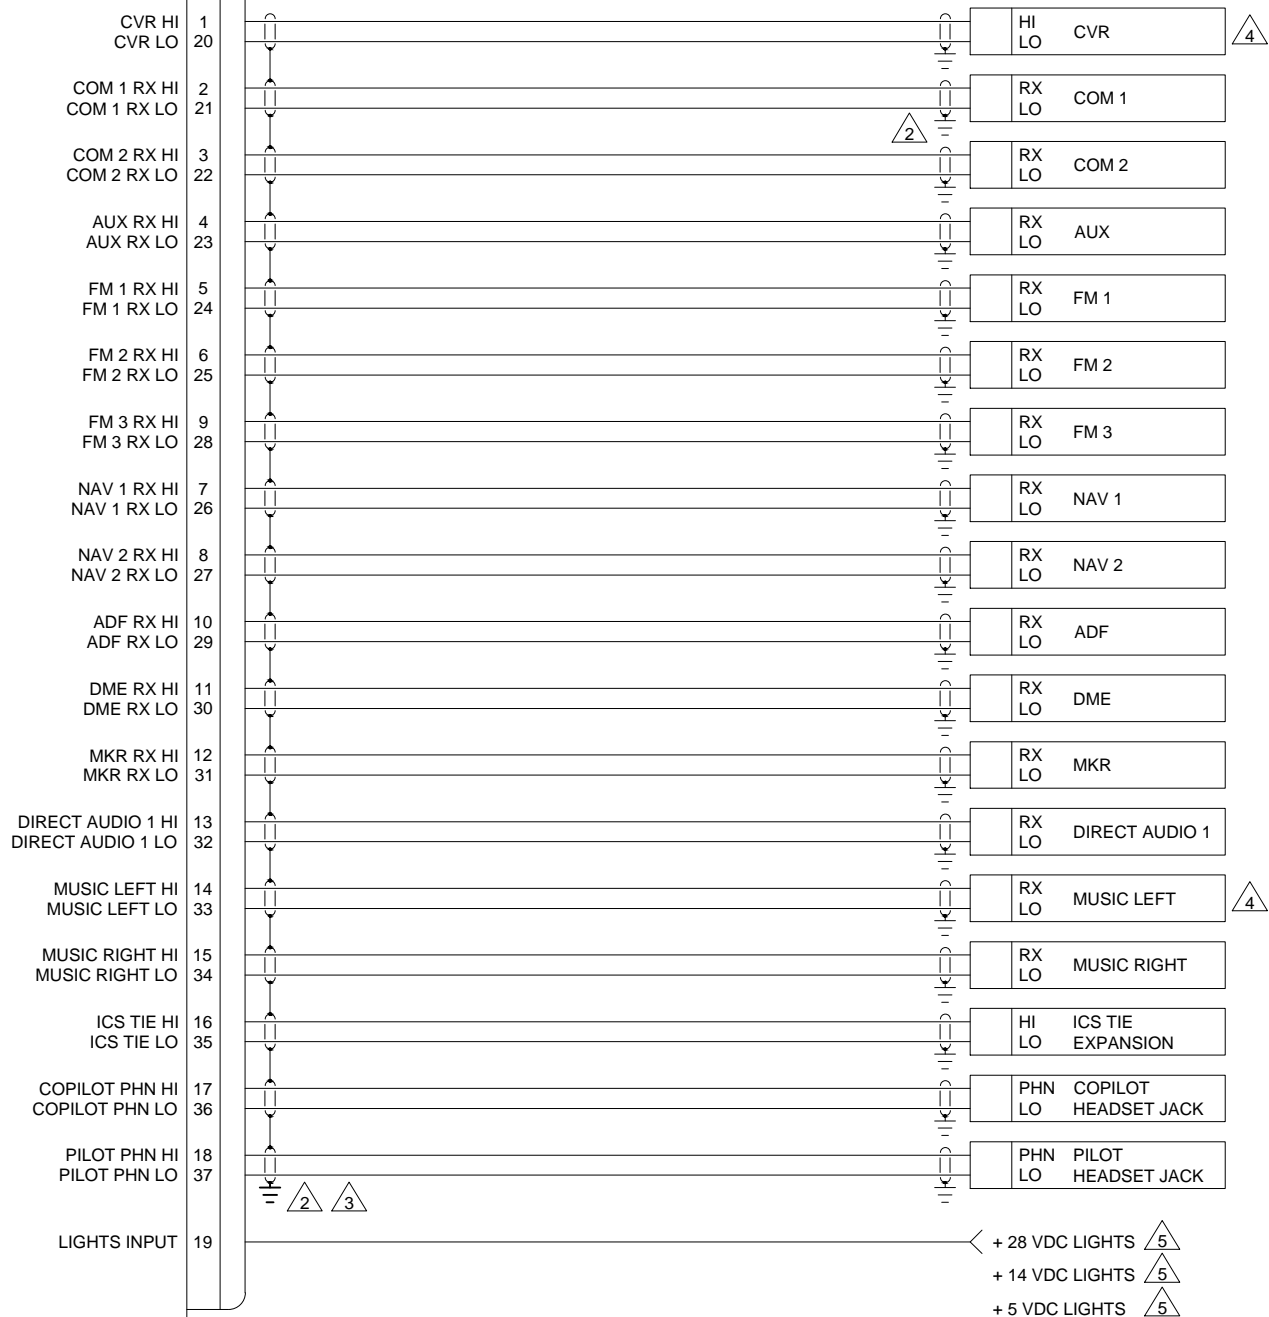 CVR HI 1 HI CVR 4
CVR LO 20 LO
COM 1 RX HI 2 RX COM 1
COM 1 RX LO 21 LO
2
COM 2 RX HI 3 RX COM 2
COM 2 RX LO 22 LO
AUX RX HI 4 RX AUX
AUX RX LO 23 LO
FM 1 RX HI 5 RX FM 1
FM 1 RX LO 24 LO
FM 2 RX HI 6 RX FM 2
FM 2 RX LO 25 LO
FM 3 RX HI 9 RX FM 3
FM 3 RX LO 28 LO
NAV 1 RX HI 7 RX NAV 1
NAV 1 RX LO 26 LO
NAV 2 RX HI 8 RX NAV 2
NAV 2 RX LO 27 LO
ADF RX HI 10 RX ADF
ADF RX LO 29 LO
DME RX HI 11 RX DME
DME RX LO 30 LO
MKR RX HI 12 RX MKR
MKR RX LO 31 LO
DIRECT AUDIO 1 HI 13 RX DIRECT AUDIO 1
DIRECT AUDIO 1 LO 32 LO
MUSIC LEFT HI 14 RX MUSIC LEFT 4
MUSIC LEFT LO 33 LO
MUSIC RIGHT HI 15 RX MUSIC RIGHT
MUSIC RIGHT LO 34 LO
ICS TIE HI 16 HI ICS TIE
ICS TIE LO 35 LO EXPANSION
COPILOT PHN HI 17 PHN COPILOT
COPILOT PHN LO 36 LO HEADSET JACK
PILOT PHN HI 18 PHN PILOT
PILOT PHN LO 37 LO HEADSET JACK
2 3
LIGHTS INPUT 19 + 28 VDC LIGHTS 5
+ 14 VDC LIGHTS 5
+ 5 VDC LIGHTS 5